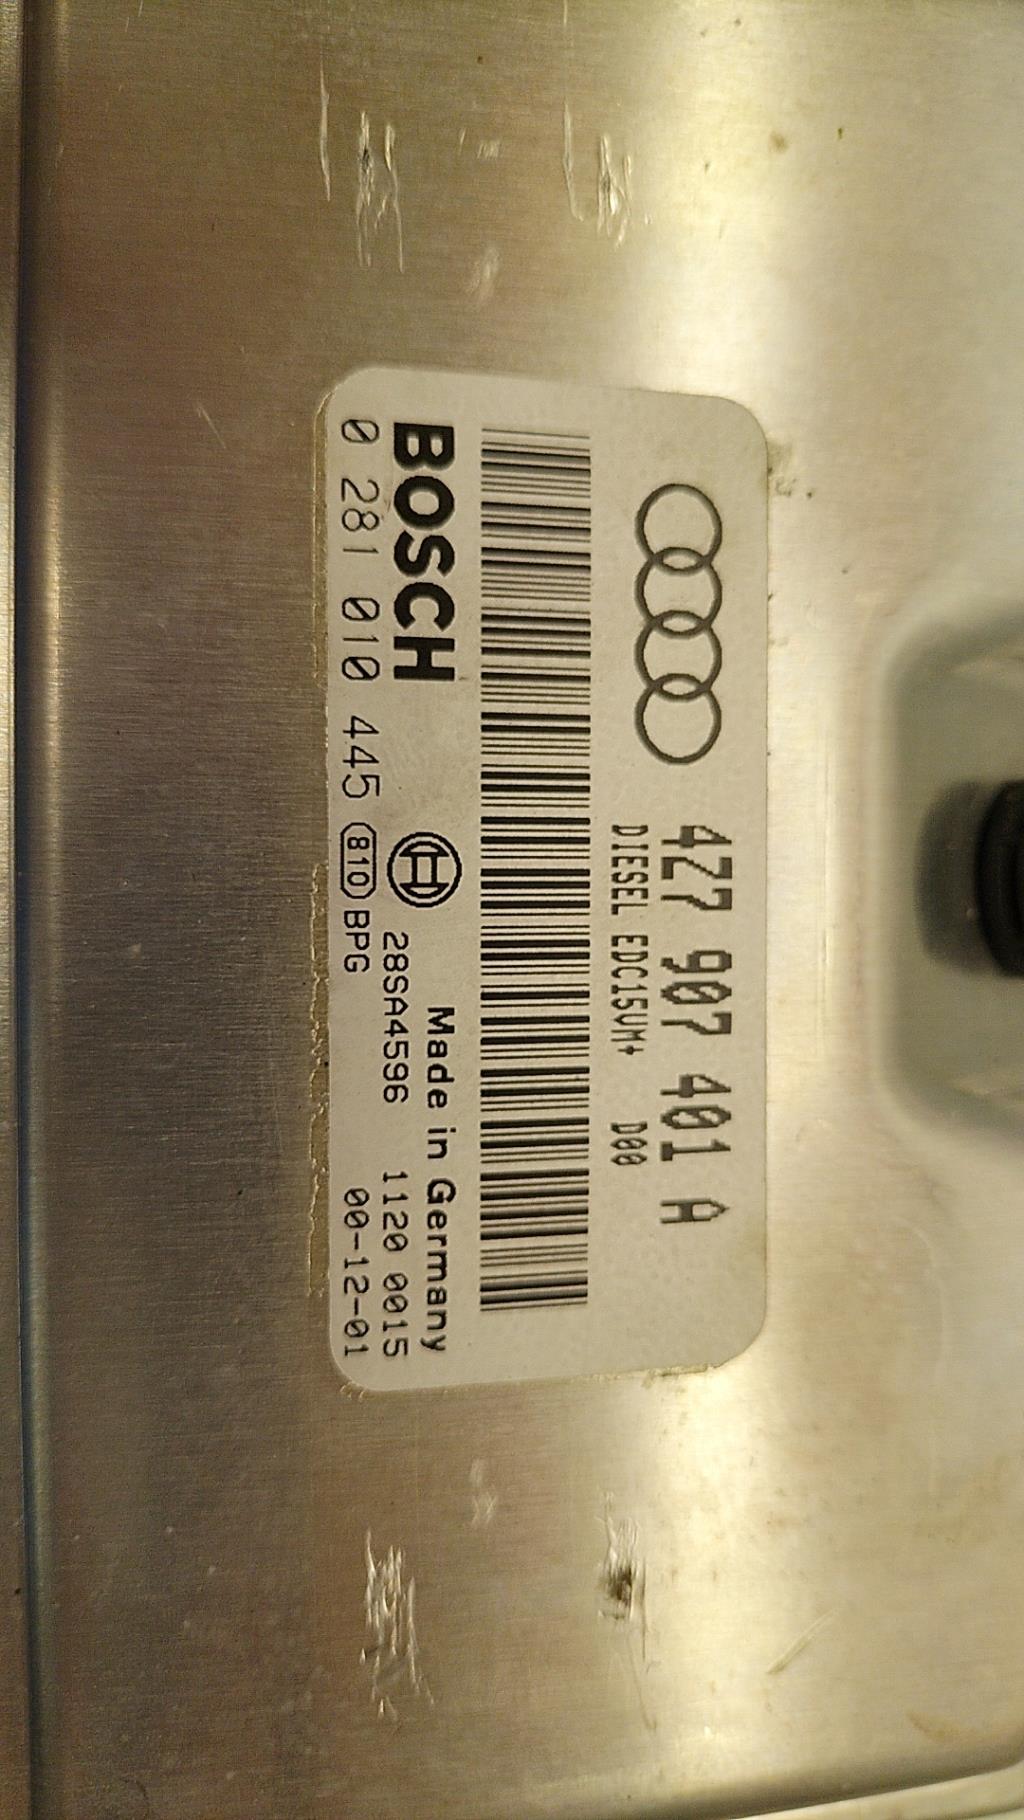 4Z7 907 401 A
DIESEL EDC15VM+ D00
BOSCH
Made in Germany
28SA4596 1120 0015
0 281 010 445 810 BPG 00-12-01